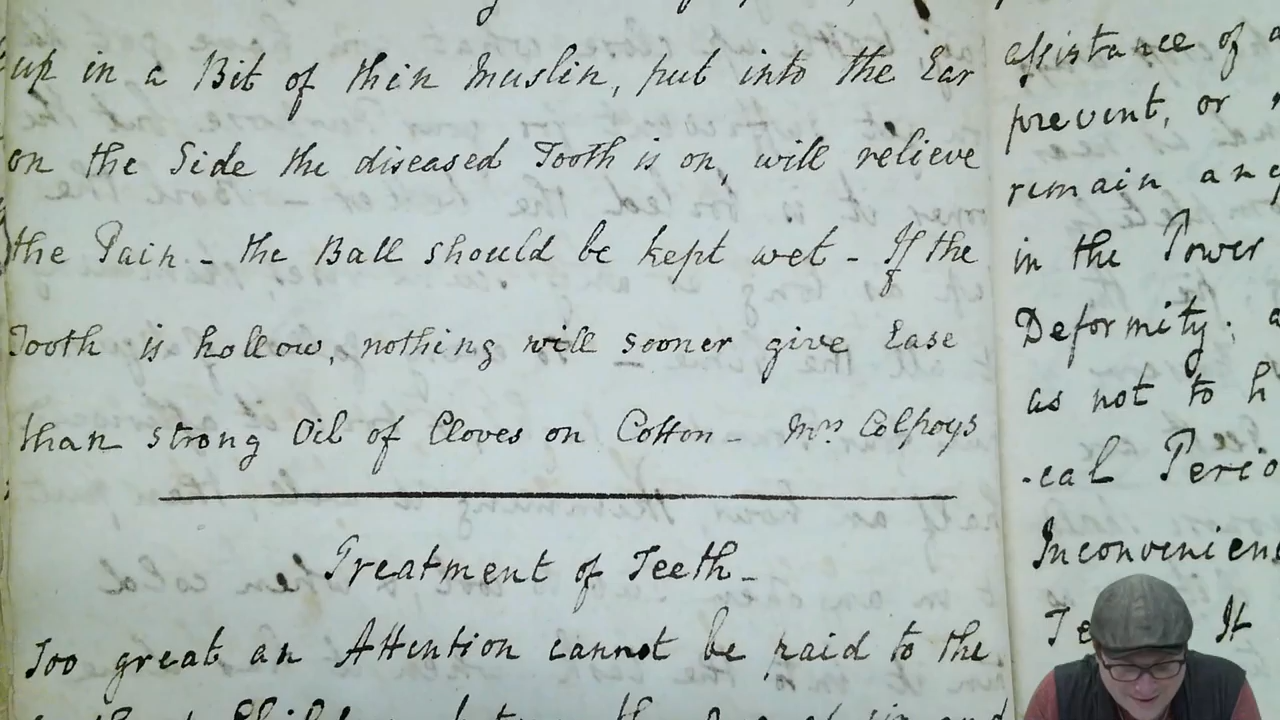 up in a Bit of thin Muslin, put into the Ear
on the Side the diseased Tooth is on, will relieve
the Pain - the Ball should be kept wet - If the
Tooth is hollow, nothing will sooner give Ease
than strong Oil of Cloves on Cotton - Mrs Colpoys
Treatment of Teeth -
Too great an Attention cannot be paid to the
assistance of
prevent, or
remain
in the Power
Deformity;
as not to
-cal
It